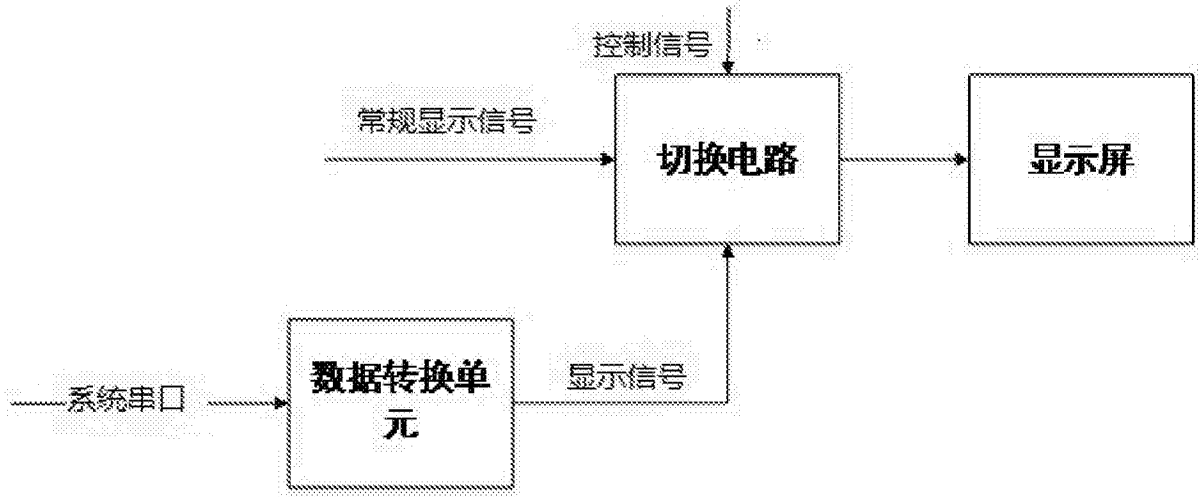 控制信号
常规显示信号
切换电路
显示屏
数据转换单
元
显示信号
系统串口